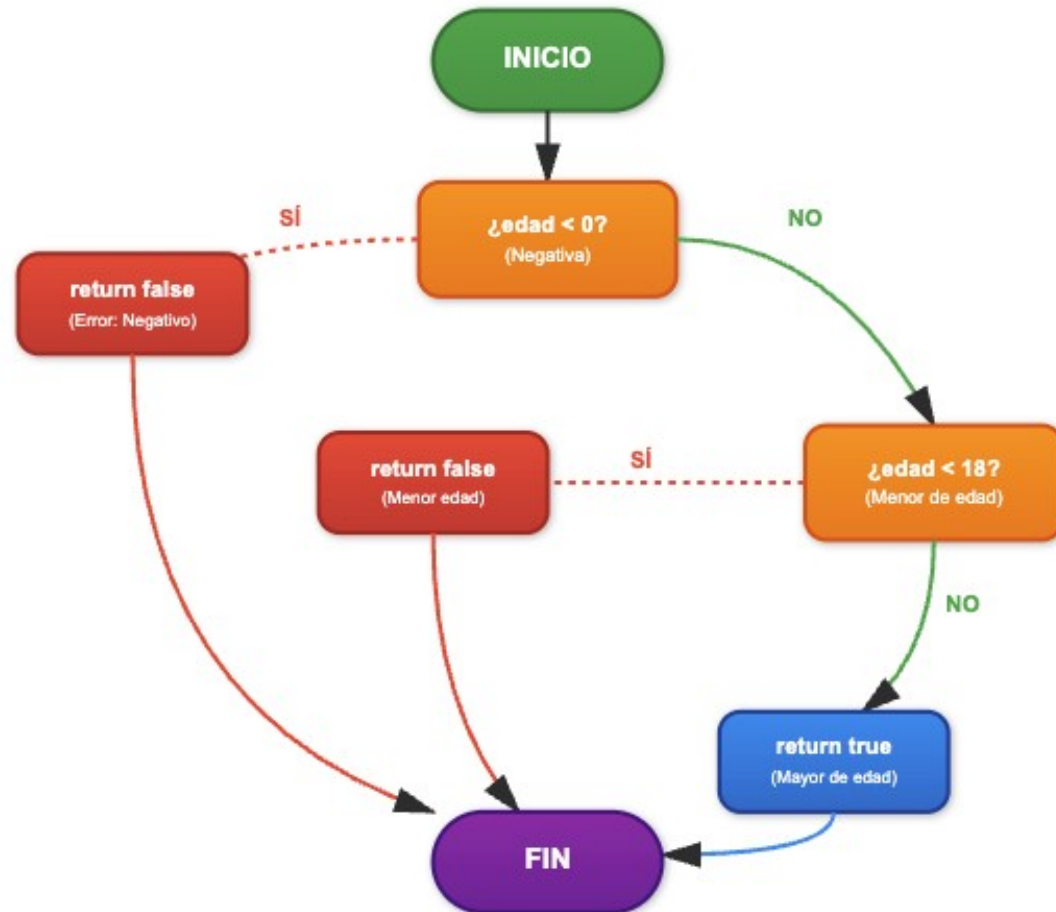 INICIO
¿edad < 0?
(Negativa)
SÍ
NO
return false
(Error: Negativo)
¿edad < 18?
(Menor de edad)
SÍ
return false
(Menor edad)
NO
return true
(Mayor de edad)
FIN